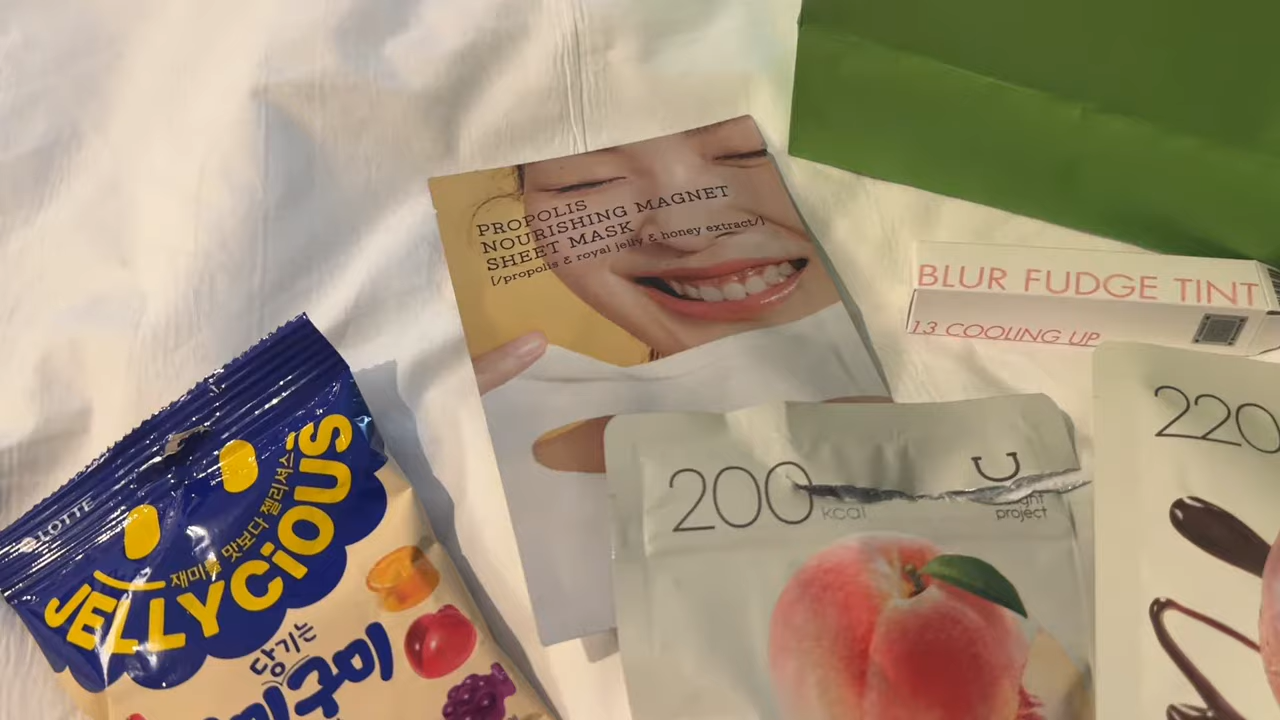 PROPOLIS
NOURISHING MAGNET
SHEET MASK
[/propolis & royal jelly & honey extract/]
BLUR FUDGE TINT
13 COOLING UP
220
200
kcal
project
LOTTE
재미를 맛보다 젤리셔스
JELLYCiOUS
당기는